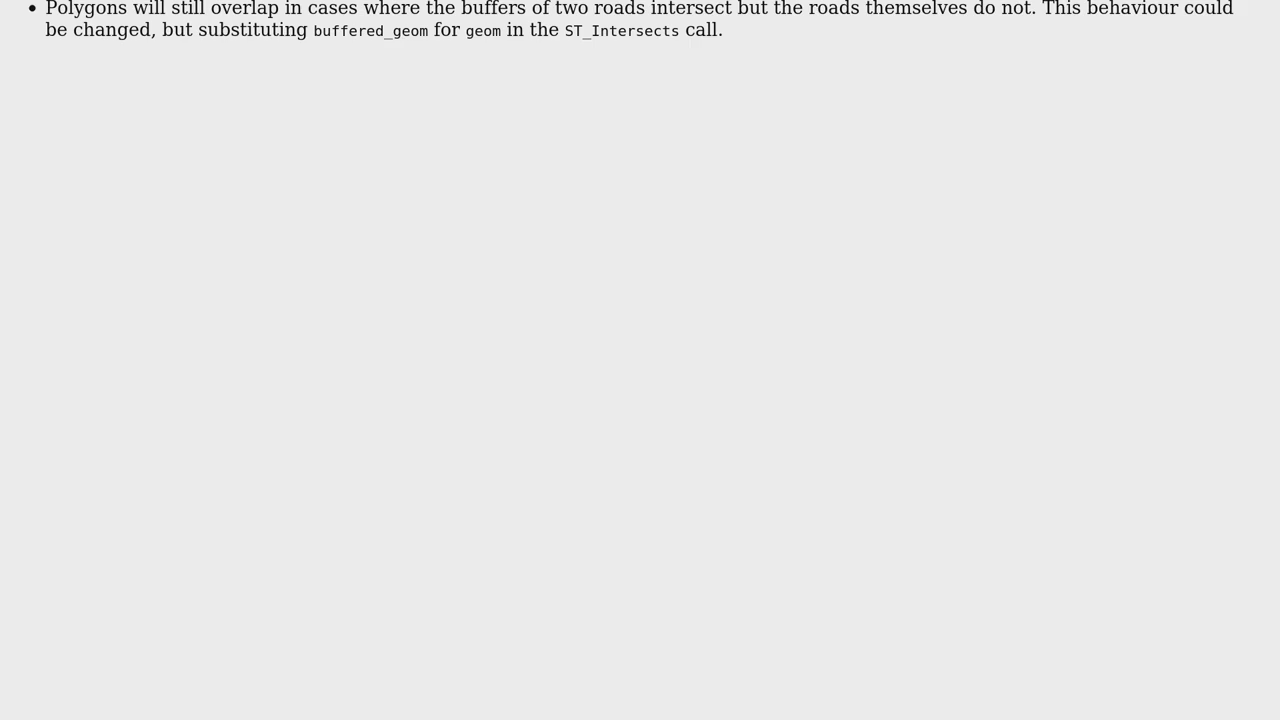 • Polygons will still overlap in cases where the buffers of two roads intersect but the roads themselves do not. This behaviour could
be changed, but substituting buffered_geom for geom in the ST_Intersects call.